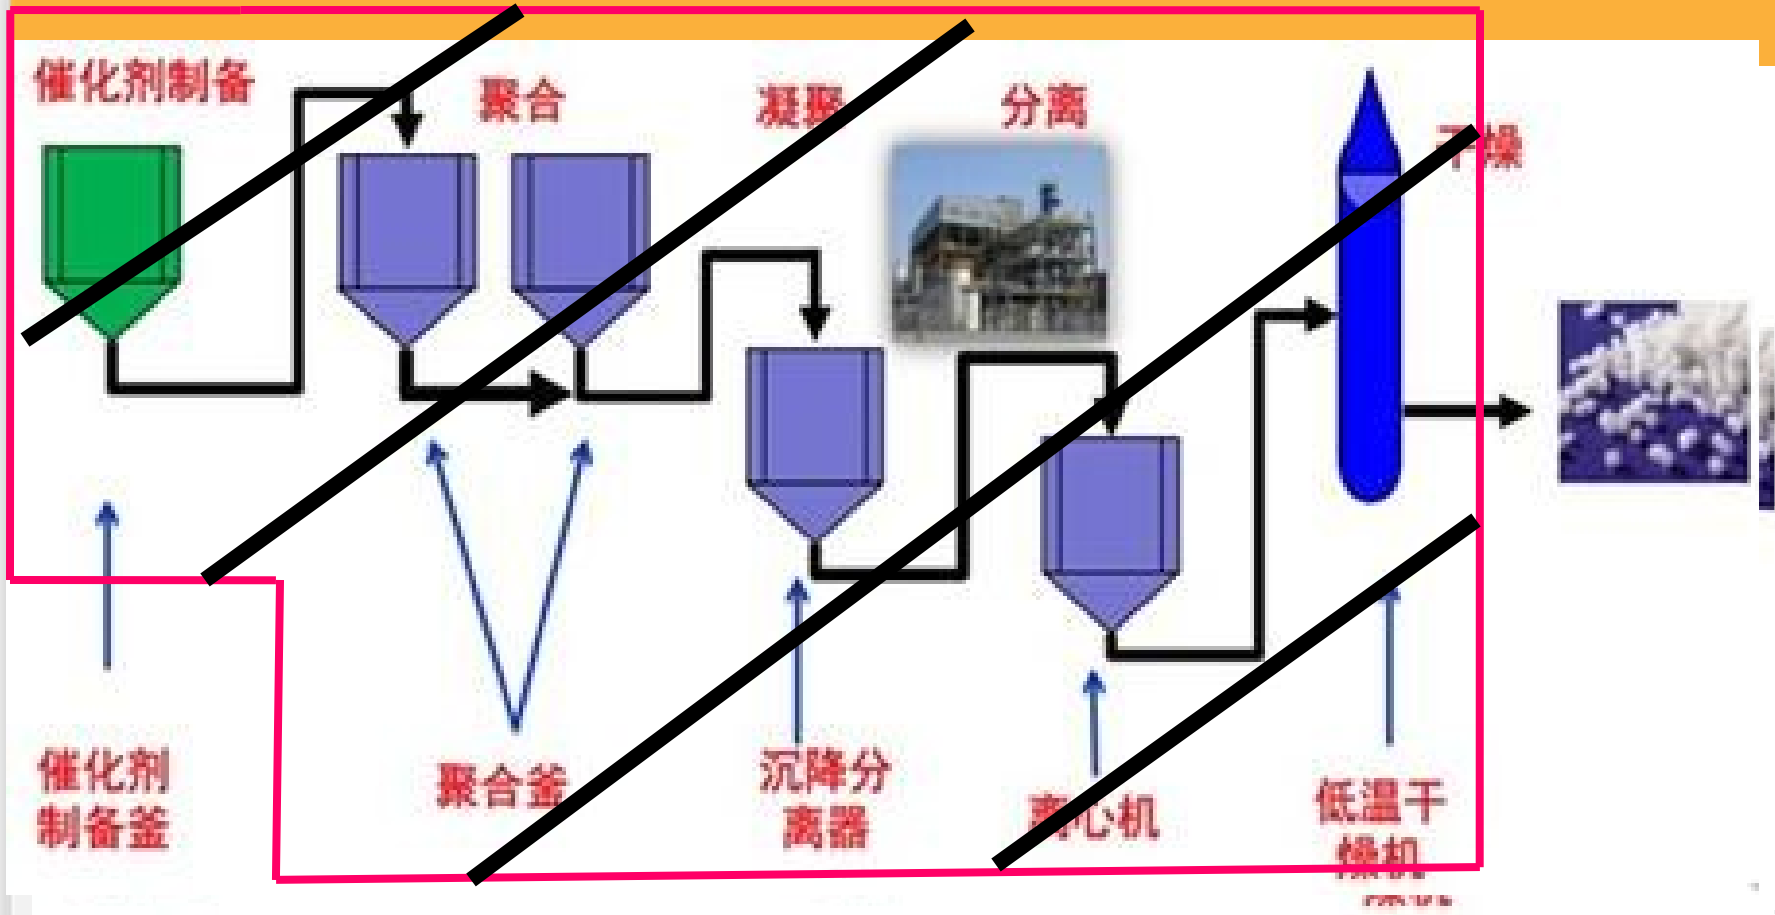 催化剂制备
聚合
凝聚
分离
干燥
催化剂
制备釜
聚合釜
沉降分
离器
离心机
低温干
燥机